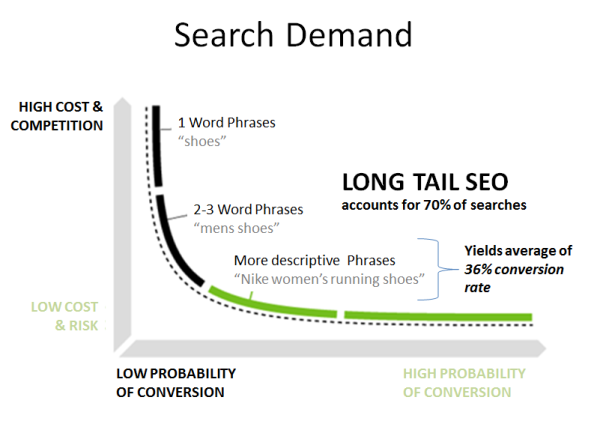 Search Demand
HIGH COST &
COMPETITION
1 Word Phrases
“shoes”
LONG TAIL SEO
accounts for 70% of searches
2-3 Word Phrases
“mens shoes”
More descriptive Phrases
“Nike women’s running shoes”
Yields average of
36% conversion
rate
LOW COST
& RISK
LOW PROBABILITY
OF CONVERSION
HIGH PROBABILITY
OF CONVERSION